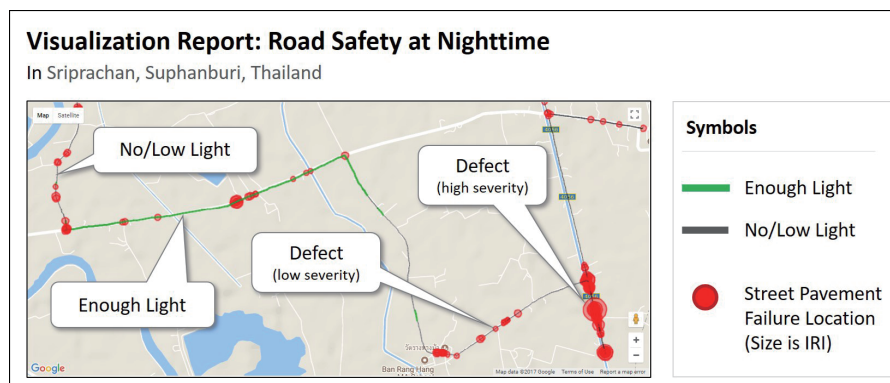 Visualization Report: Road Safety at Nighttime
In Sriprachan, Suphanburi, Thailand
Map Satellite
No/Low Light
Defect
(high severity)
Defect
(low severity)
Enough Light
Ban Rang Hang
Google
Map data ©2017 Google Terms of Use Report a map error
Symbols
Enough Light
No/Low Light
Street Pavement
Failure Location
(Size is IRI)